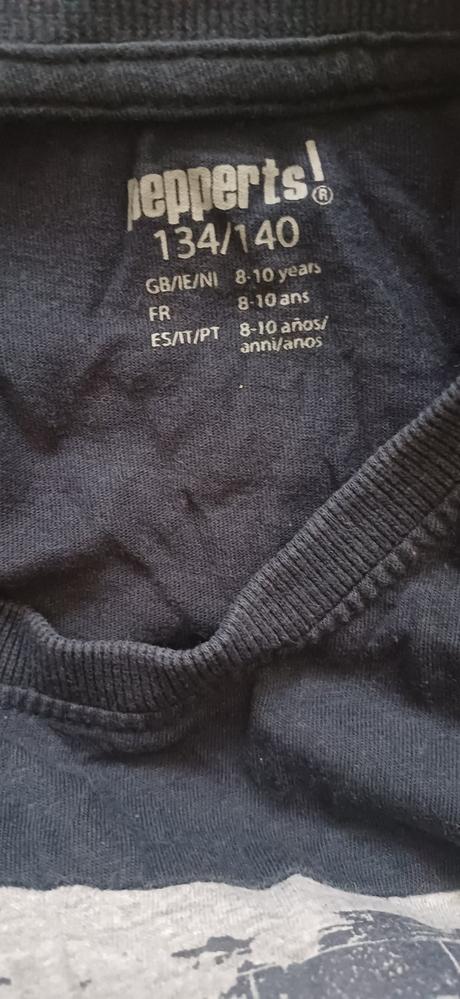 pepperts!®
134/140
GB/IE/NI 8-10 years
FR 8-10 ans
ES/IT/PT 8-10 años/
anni/anos